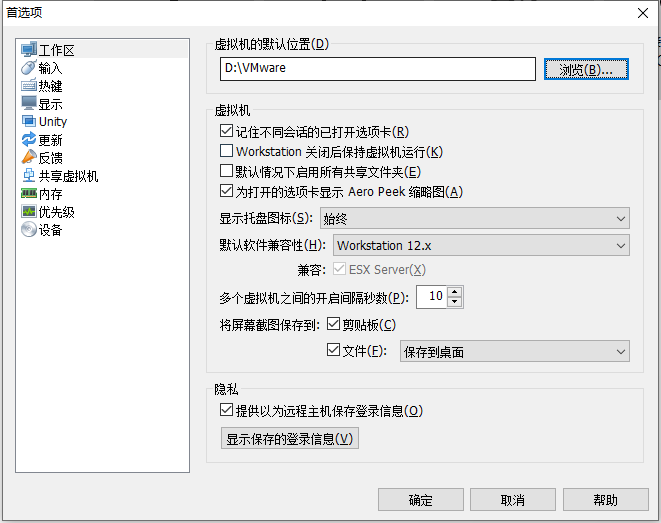 首选项
工作区
输入
热键
显示
Unity
更新
反馈
共享虚拟机
内存
优先级
设备
虚拟机的默认位置(D)
D:\VMware
浏览(B)...
虚拟机
记住不同会话的已打开选项卡(R)
Workstation 关闭后保持虚拟机运行(K)
默认情况下启用所有共享文件夹(E)
为打开的选项卡显示 Aero Peek 缩略图(A)
显示托盘图标(S): 始终
默认软件兼容性(H): Workstation 12.x
兼容: ESX Server(X)
多个虚拟机之间的开启间隔秒数(P): 10
将屏幕截图保存到: 剪贴板(C)
文件(F): 保存到桌面
隐私
提供以为远程主机保存登录信息(O)
显示保存的登录信息(V)
确定 取消 帮助